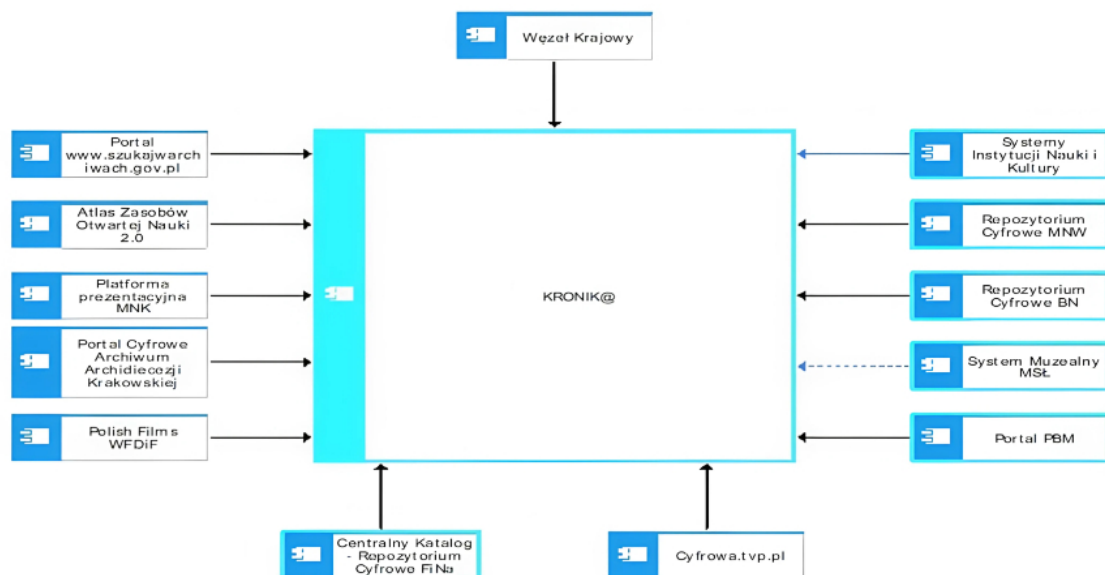 Węzeł Krajowy
Portal
www.szukajwarch
iwach.gov.pl
Atlas Zasobów
Otwartej Nauki
2.0
Platforma
prezentacyjna
MNK
Portal Cyfrowe
Archiwum
Archidiecezji
Krakowskiej
Polish Films
WFDiF
KRONIK@
Systemy
Instytucji Nauki i
Kultury
Repozytorium
Cyfrowe MNW
Repozytorium
Cyfrowe BN
System Muzealny
MSŁ
Portal PBM
Centralny Katalog
- Repozytorium
Cyfrowe FiNa
Cyfrowa.tvp.pl